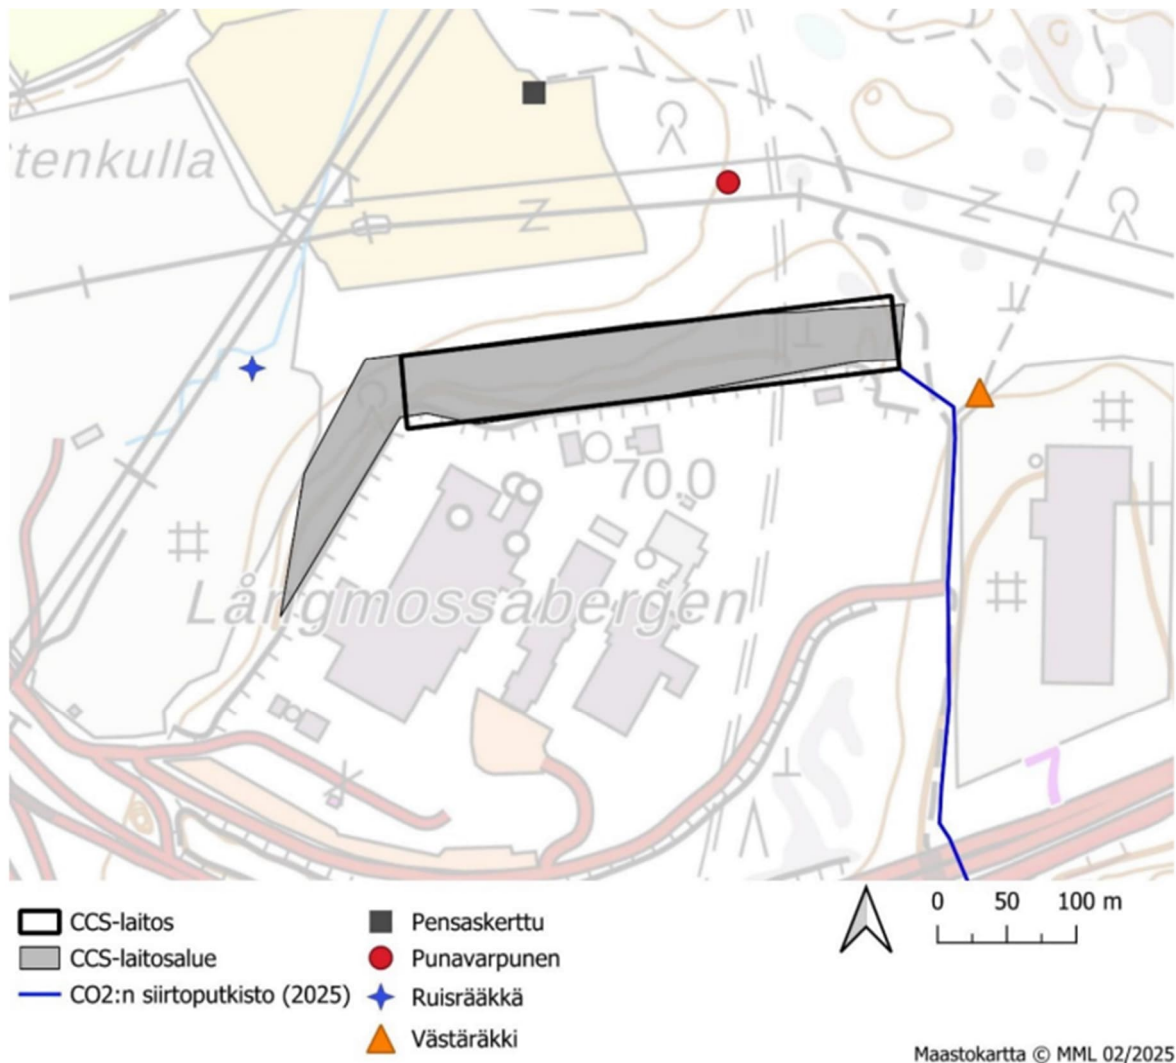 tenkulla
Z
Z
70.0
Långmossabergen
7
CCS-laitos
CCS-laitosalue
CO2:n siirtoputkisto (2025)
Pensaskerttu
Punavarpunen
Ruisrääkkä
Västäräkki
0 50 100 m
Maastokartta © MML 02/2025